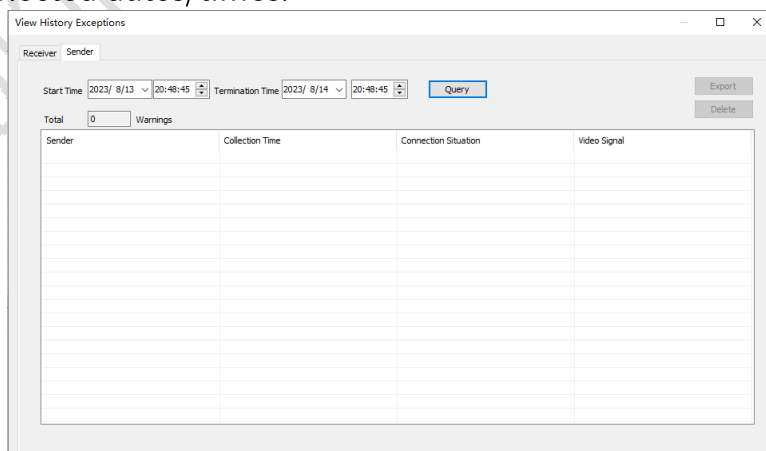 View History Exceptions
Receiver Sender
Start Time 2023/ 8/13 20:48:45 Termination Time 2023/ 8/14 20:48:45 Query Export
Delete
Total 0 Warnings
Sender Collection Time Connection Situation Video Signal